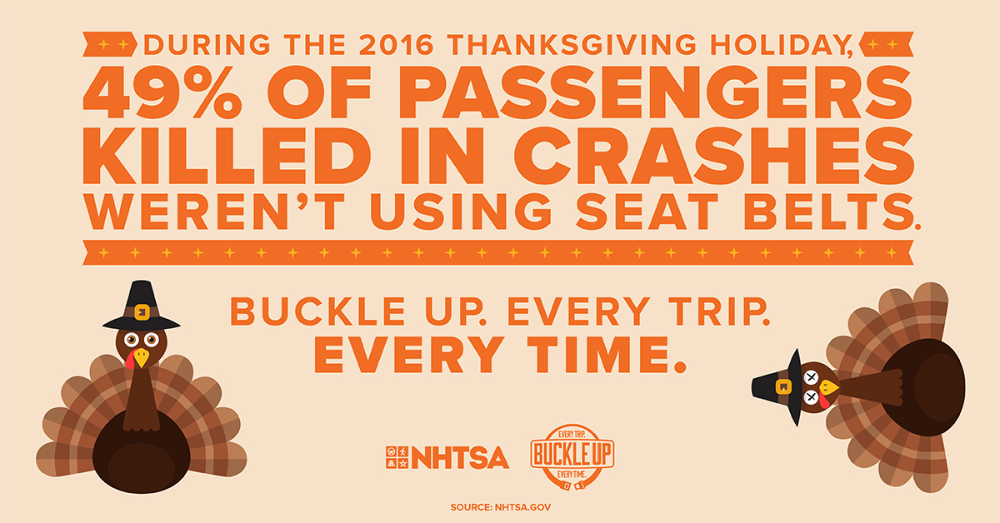 DURING THE 2016 THANKSGIVING HOLIDAY,
49% OF PASSENGERS
KILLED IN CRASHES
WEREN'T USING SEAT BELTS.
BUCKLE UP. EVERY TRIP.
EVERY TIME.
NHTSA
EVERY TRIP.
BUCKLE UP
EVERY TIME.
SOURCE: NHTSA.GOV